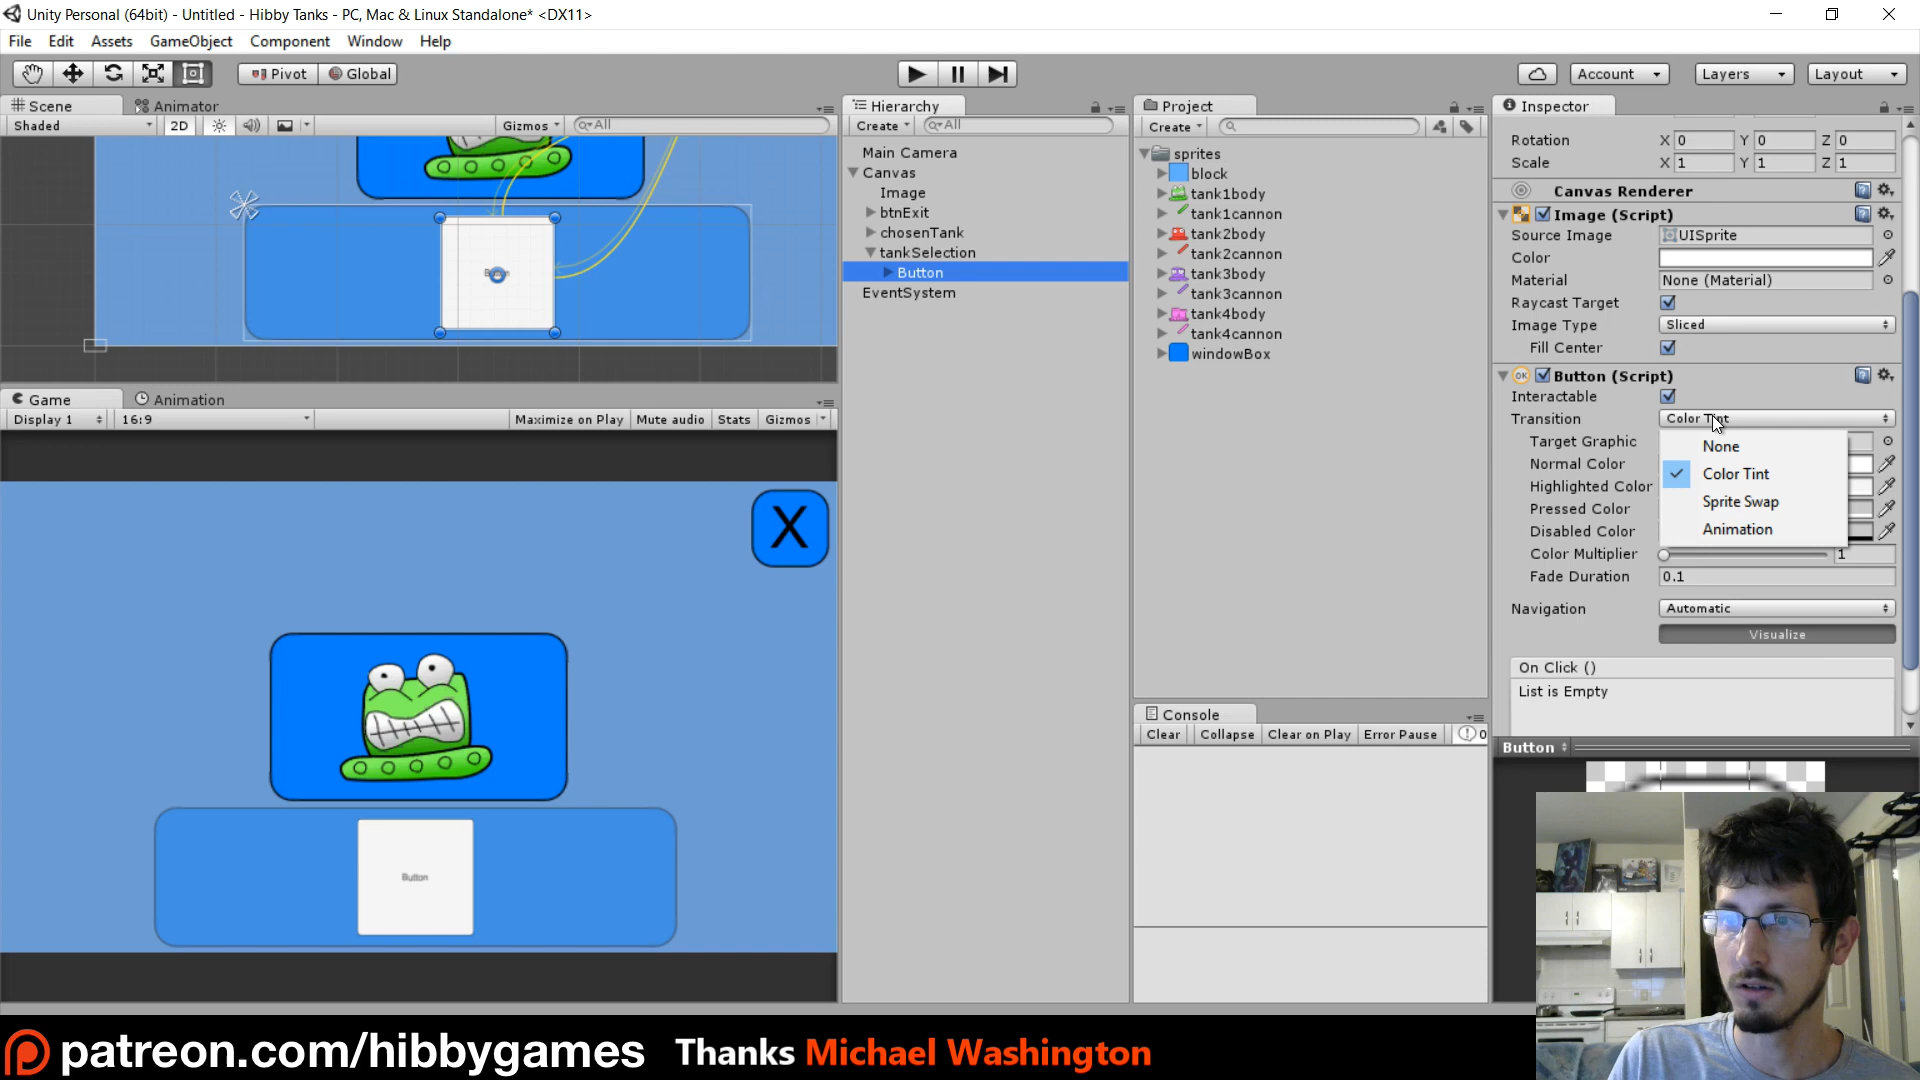 Unity Personal (64bit) - Untitled - Hibby Tanks - PC, Mac & Linux Standalone* <DX11>
File Edit Assets GameObject Component Window Help
Pivot Global Account Layers Layout
Scene Animator
Shaded 2D Gizmos All
Button
Game Animation
Display 1 16:9 Maximize on Play Mute audio Stats Gizmos
X
Button
Hierarchy
Create All
Main Camera
Canvas
Image
btnExit
chosenTank
tankSelection
Button
EventSystem
Project
Create
sprites
block
tank1body
tank1cannon
tank2body
tank2cannon
tank3body
tank3cannon
tank4body
tank4cannon
windowBox
Console
Clear Collapse Clear on Play Error Pause 0
Inspector
Rotation X 0 Y 0 Z 0
Scale X 1 Y 1 Z 1
Canvas Renderer
Image (Script)
Source Image UISprite
Color
Material None (Material)
Raycast Target
Image Type Sliced
Fill Center
OK Button (Script)
Interactable
Transition Color Tint
None
Color Tint
Sprite Swap
Animation
Target Graphic
Normal Color
Highlighted Color
Pressed Color
Disabled Color
Color Multiplier 1
Fade Duration 0.1
Navigation Automatic
Visualize
On Click ()
List is Empty
Button
patreon.com/hibbygames Thanks Michael Washington